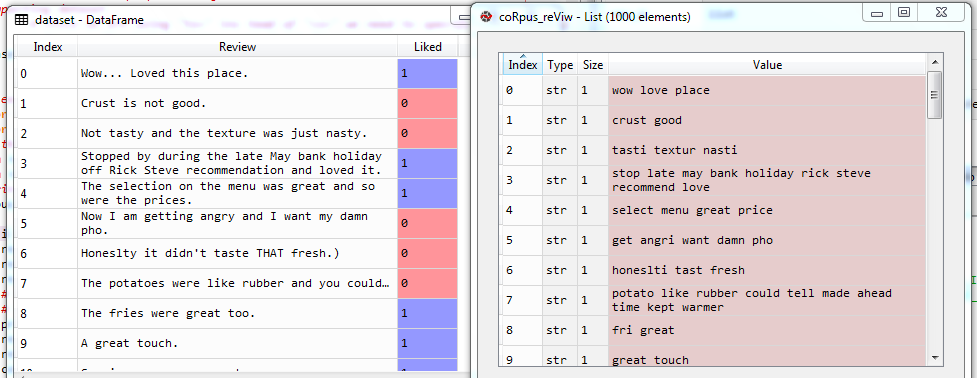 dataset - DataFrame
Index Review Liked
0 Wow... Loved this place. 1
1 Crust is not good. 0
2 Not tasty and the texture was just nasty. 0
3 Stopped by during the late May bank holiday
off Rick Steve recommendation and loved it. 1
4 The selection on the menu was great and so
were the prices. 1
5 Now I am getting angry and I want my damn
pho. 0
6 Honeslty it didn't taste THAT fresh.) 0
7 The potatoes were like rubber and you could… 0
8 The fries were great too. 1
9 A great touch. 1
coRpus_reViw - List (1000 elements)
Index Type Size Value
0 str 1 wow love place
1 str 1 crust good
2 str 1 tasti textur nasti
3 str 1 stop late may bank holiday rick steve
recommend love
4 str 1 select menu great price
5 str 1 get angri want damn pho
6 str 1 honeslti tast fresh
7 str 1 potato like rubber could tell made ahead
time kept warmer
8 str 1 fri great
9 str 1 great touch